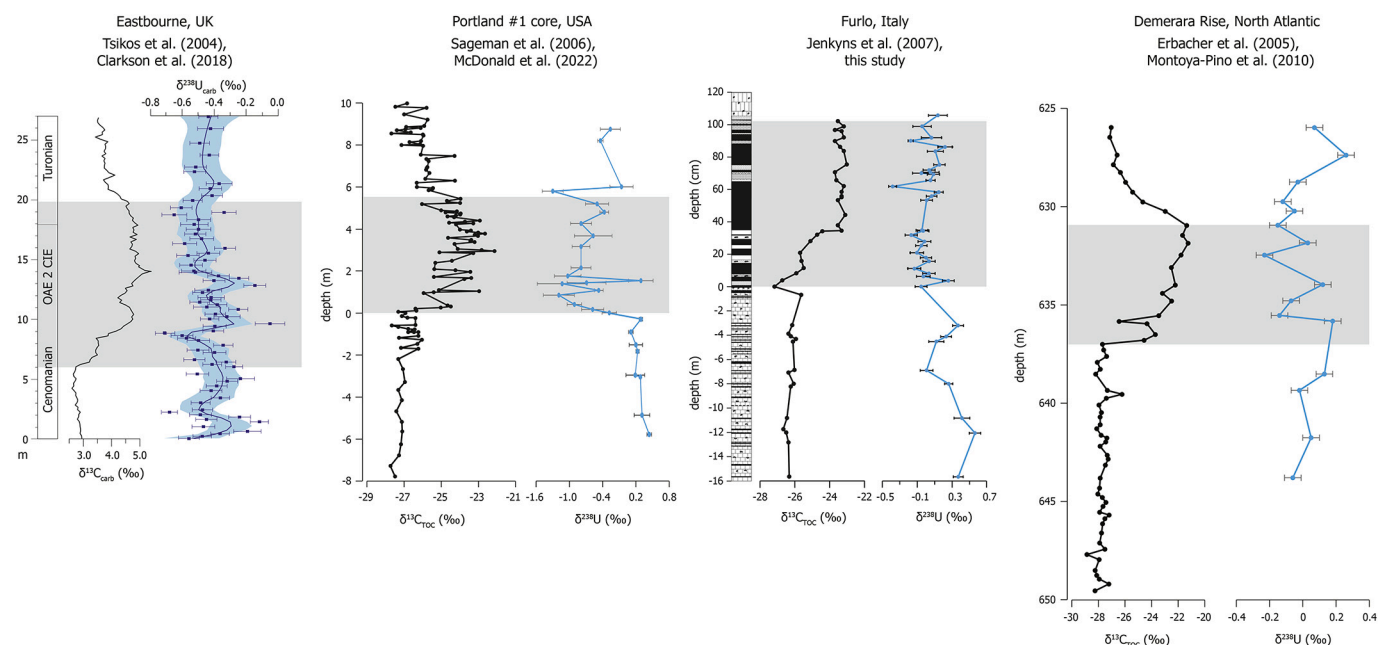 Eastbourne, UK
Tsikos et al. (2004),
Clarkson et al. (2018)
δ²³⁸U_carb (‰)
-0.8 -0.6 -0.4 -0.2 0.0
Turonian
OAE 2 CIE
Cenomanian
25
20
15
10
5
0
m
3.0 4.0 5.0
δ¹³C_carb (‰)
Portland #1 core, USA
Sageman et al. (2006),
McDonald et al. (2022)
depth (m)
10
8
6
4
2
0
-2
-4
-6
-8
-29 -27 -25 -23 -21
-1.6 -1.0 -0.4 0.2 0.8
δ¹³C_TOC (‰)
δ²³⁸U (‰)
Furlo, Italy
Jenkyns et al. (2007),
this study
depth (cm)
120
100
80
60
40
20
0
depth (m)
-4
-8
-10
-12
-14
-16
-28 -26 -24 -22
-0.5 -0.1 0.3 0.7
δ¹³C_TOC (‰)
δ²³⁸U (‰)
Demerara Rise, North Atlantic
Erbacher et al. (2005),
Montoya-Pino et al. (2010)
depth (m)
625
630
635
640
645
650
-30 -28 -26 -24 -22 -20
-0.4 -0.2 0 0.2 0.4
δ¹³C_TOC (‰)
δ²³⁸U (‰)